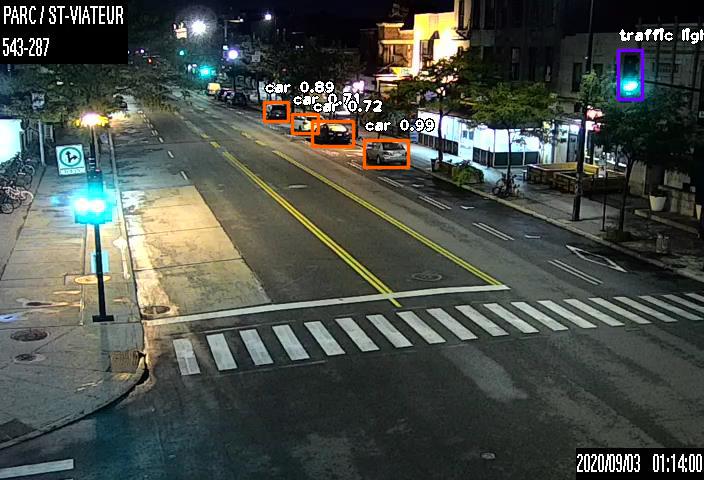 PARC / ST-VIATEUR
543-287
traffic ligh
car 0.89
car 0.71
car 0.72
car 0.99
2020/09/03 01:14:00